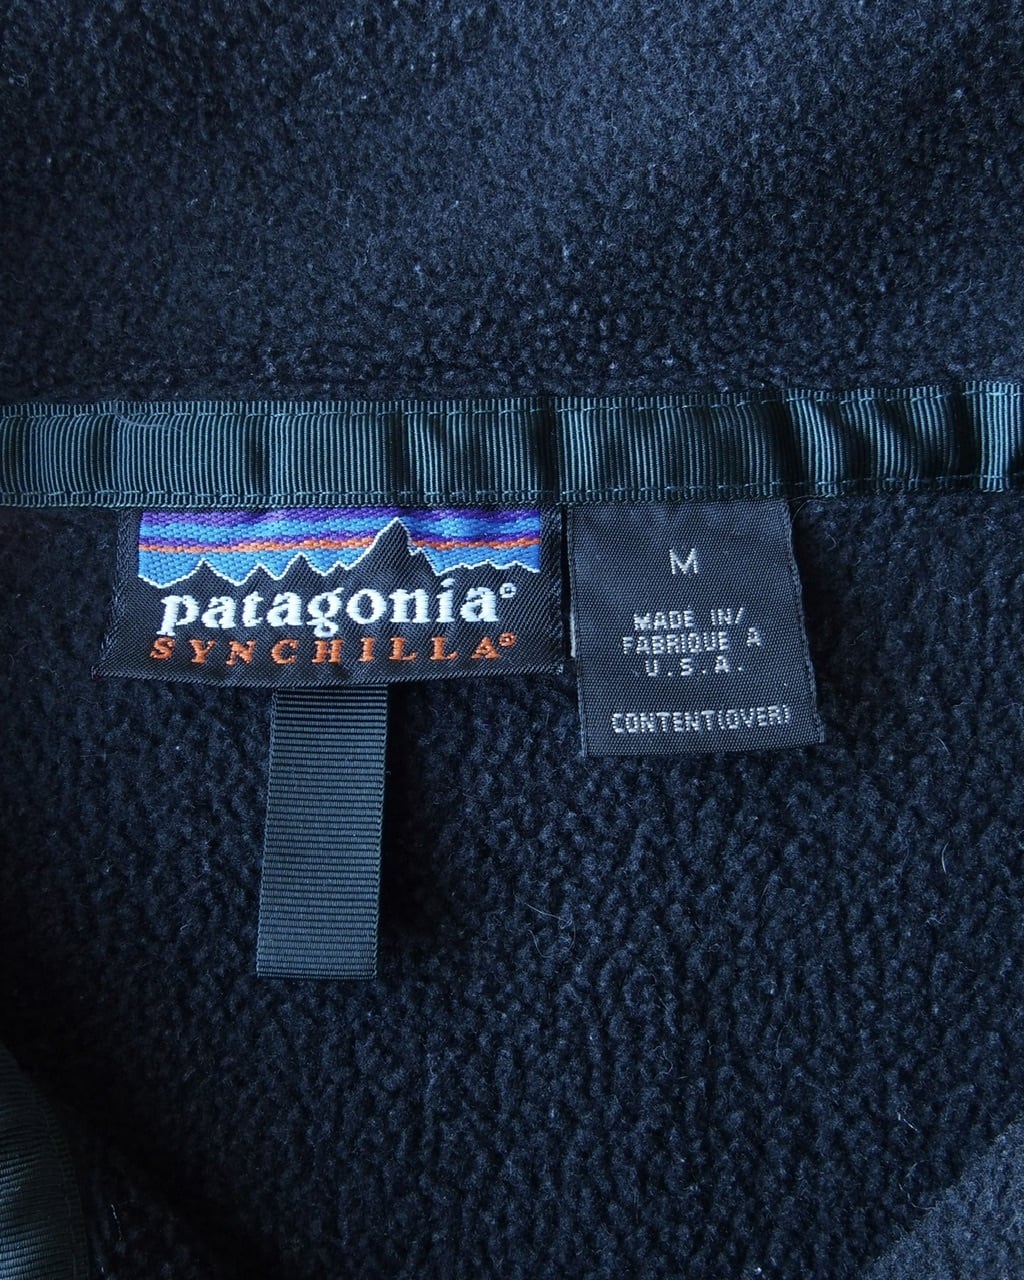 patagonia®
SYNCHILLA®
M
MADE IN/
FABRIQUE A
U.S.A.
CONTENT(OVER)